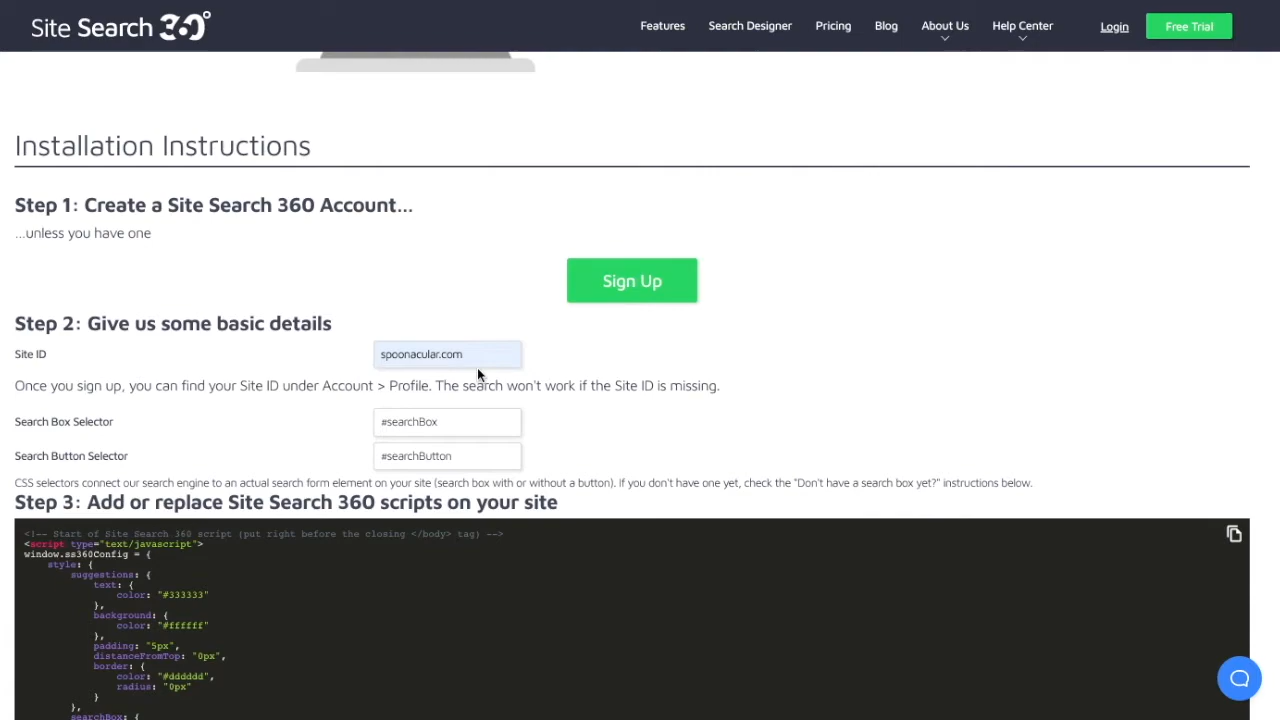 Site Search 360°
Features
Search Designer
Pricing
Blog
About Us
Help Center
Login
Free Trial
Installation Instructions
Step 1: Create a Site Search 360 Account...
...unless you have one
Sign Up
Step 2: Give us some basic details
Site ID
spoonacular.com
Once you sign up, you can find your Site ID under Account > Profile. The search won't work if the Site ID is missing.
Search Box Selector
#searchBox
Search Button Selector
#searchButton
CSS selectors connect our search engine to an actual search form element on your site (search box with or without a button). If you don't have one yet, check the "Don't have a search box yet?" instructions below.
Step 3: Add or replace Site Search 360 scripts on your site
<!-- Start of Site Search 360 script (put right before the closing </body> tag) -->
<script type="text/javascript">
window.ss360Config = {
style: {
suggestions: {
text: {
color: "#333333"
},
background: {
color: "#ffffff"
},
padding: "5px",
distanceFromTop: "0px",
border: {
color: "#dddddd",
radius: "0px"
}
},
searchBox: {